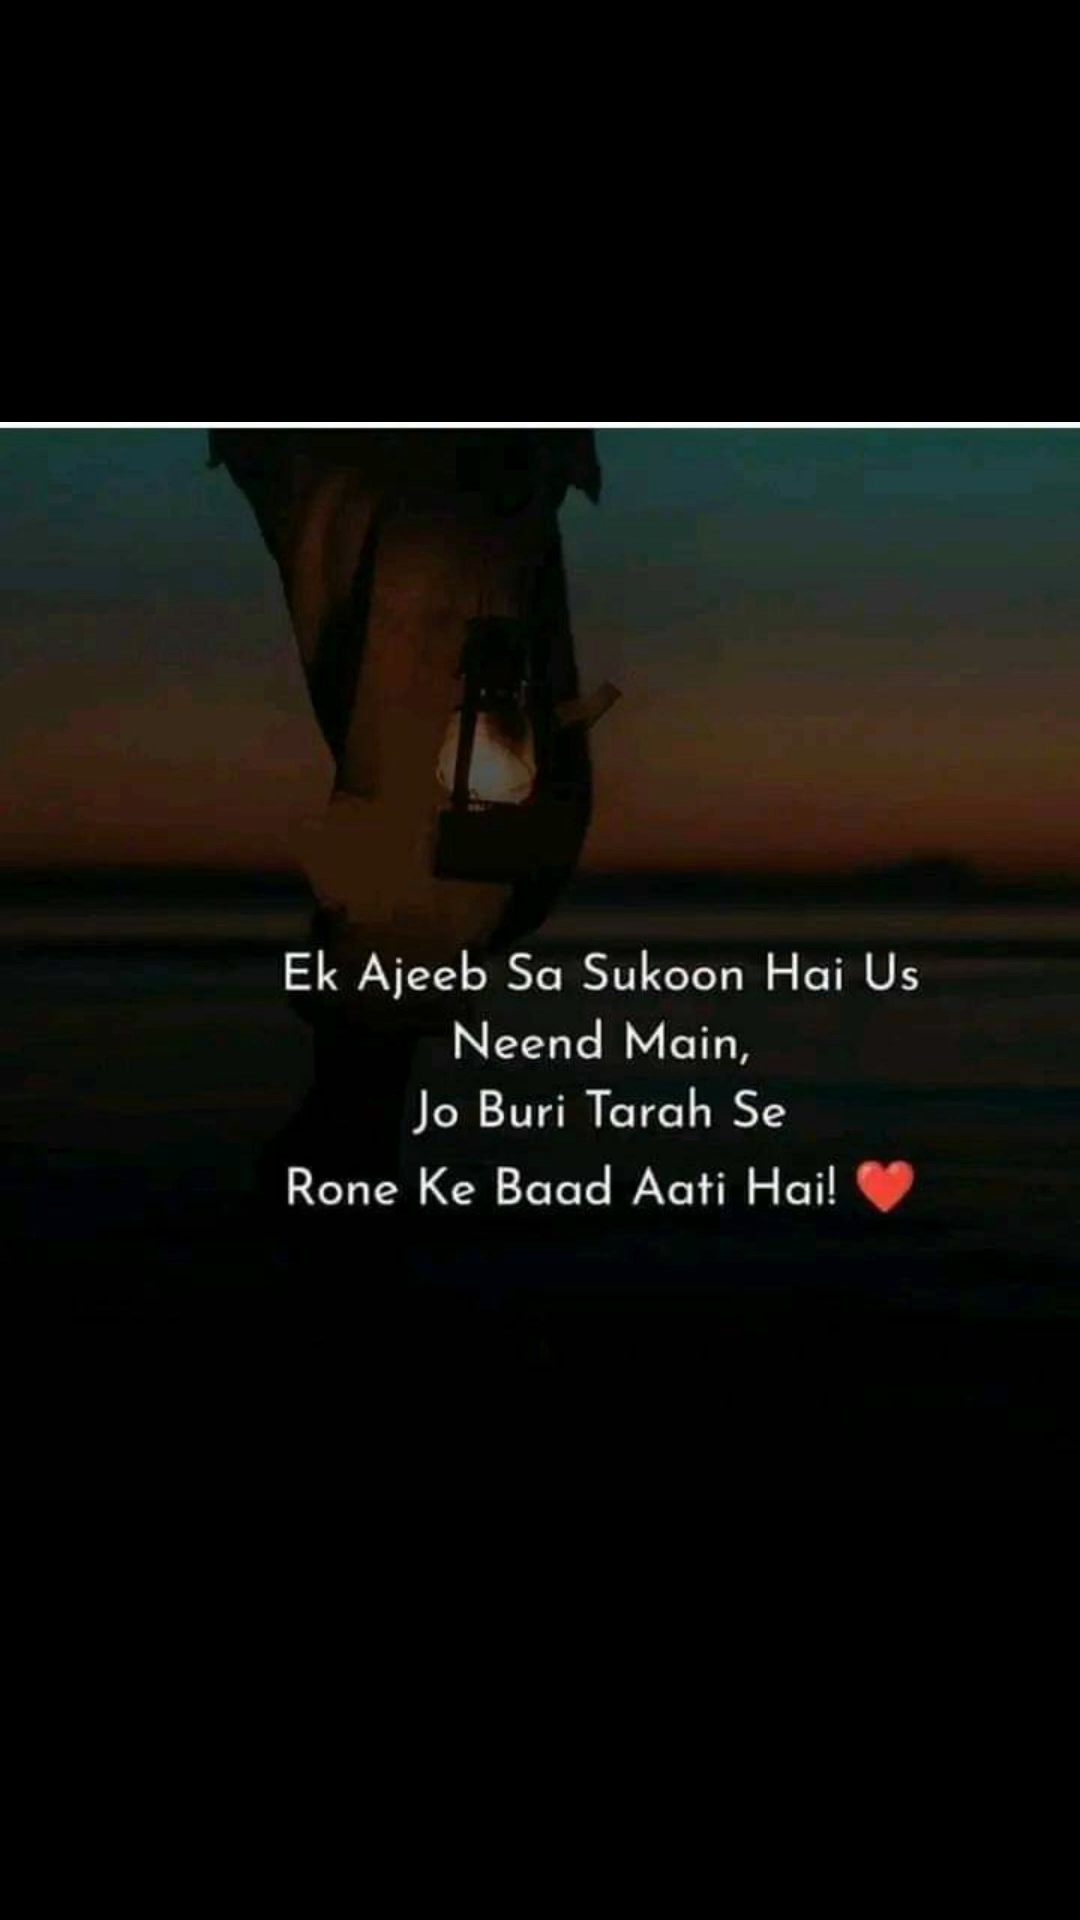 Ek Ajeeb Sa Sukoon Hai Us
Neend Main,
Jo Buri Tarah Se
Rone Ke Baad Aati Hai! ❤️